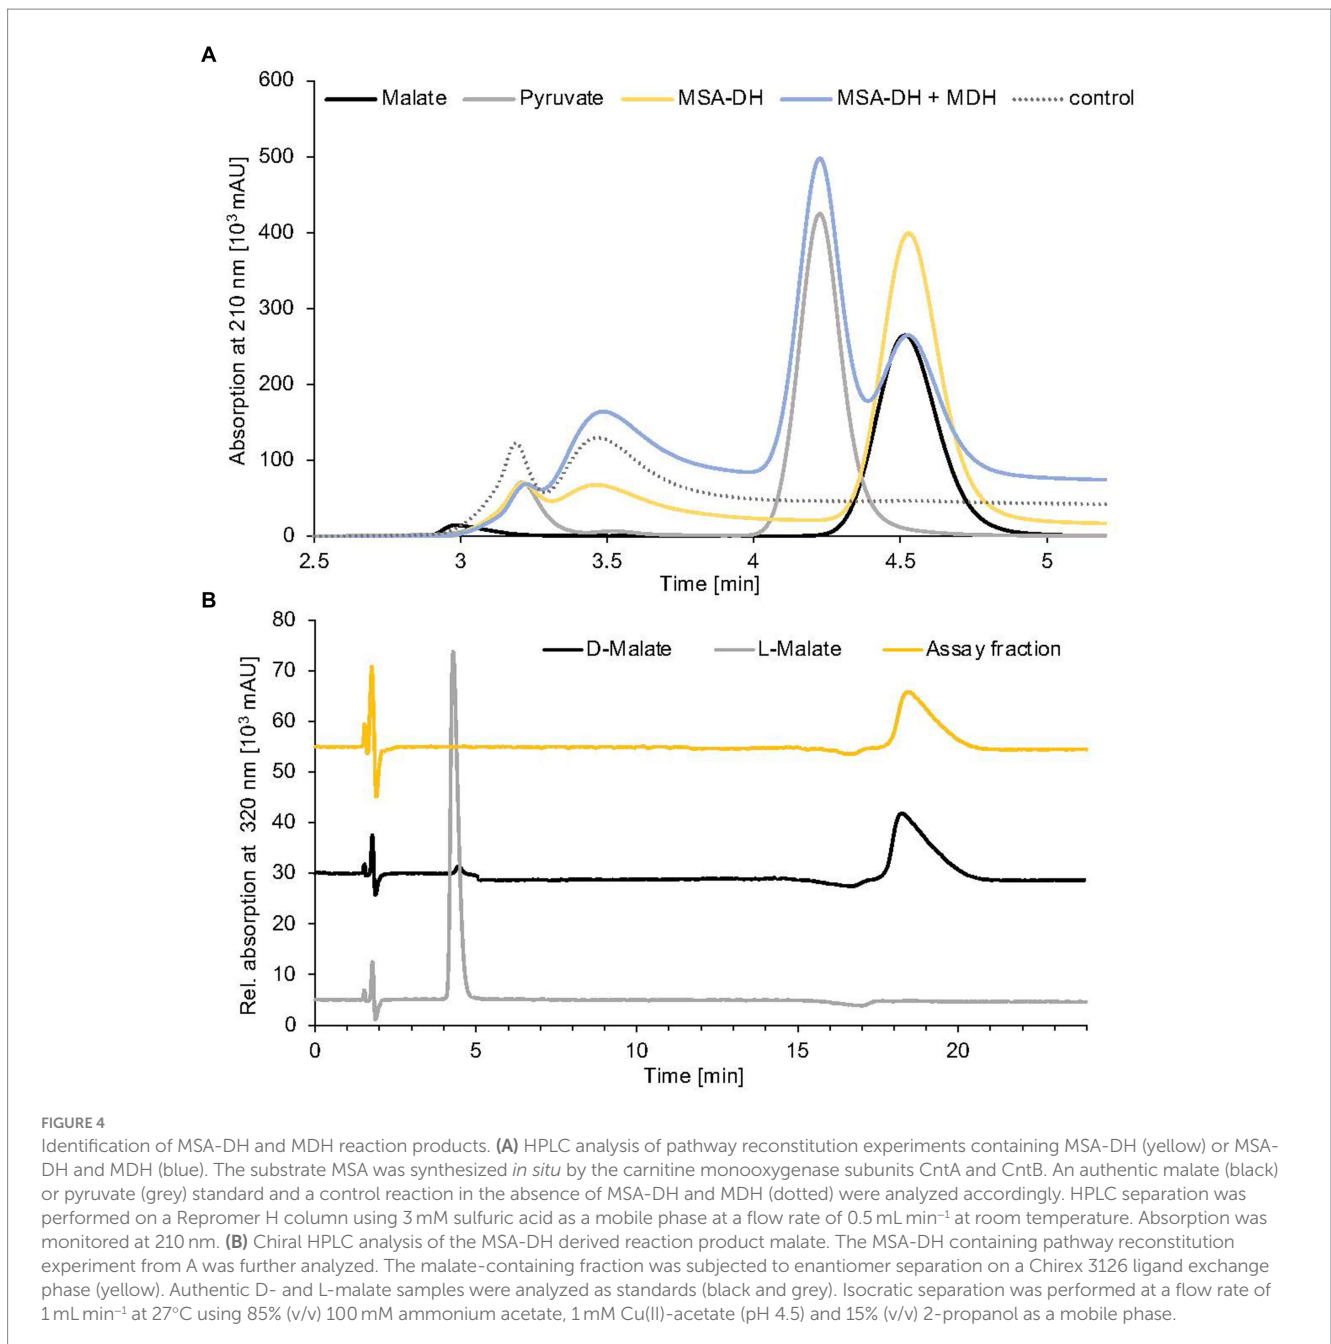 A
600
500
400
300
200
100
0
Absorption at 210 nm [10³ mAU]
Malate Pyruvate MSA-DH MSA-DH + MDH control
2.5 3 3.5 4 4.5 5
Time [min]
B
80
70
60
50
40
30
20
10
0
Rel. absorption at 320 nm [10³ mAU]
D-Malate L-Malate Assay fraction
0 5 10 15 20
Time [min]
FIGURE 4
Identification of MSA-DH and MDH reaction products. (A) HPLC analysis of pathway reconstitution experiments containing MSA-DH (yellow) or MSA-
DH and MDH (blue). The substrate MSA was synthesized in situ by the carnitine monooxygenase subunits CntA and CntB. An authentic malate (black)
or pyruvate (grey) standard and a control reaction in the absence of MSA-DH and MDH (dotted) were analyzed accordingly. HPLC separation was
performed on a Repromer H column using 3 mM sulfuric acid as a mobile phase at a flow rate of 0.5 mL min⁻¹ at room temperature. Absorption was
monitored at 210 nm. (B) Chiral HPLC analysis of the MSA-DH derived reaction product malate. The MSA-DH containing pathway reconstitution
experiment from A was further analyzed. The malate-containing fraction was subjected to enantiomer separation on a Chirex 3126 ligand exchange
phase (yellow). Authentic D- and L-malate samples were analyzed as standards (black and grey). Isocratic separation was performed at a flow rate of
1 mL min⁻¹ at 27°C using 85% (v/v) 100 mM ammonium acetate, 1 mM Cu(II)-acetate (pH 4.5) and 15% (v/v) 2-propanol as a mobile phase.